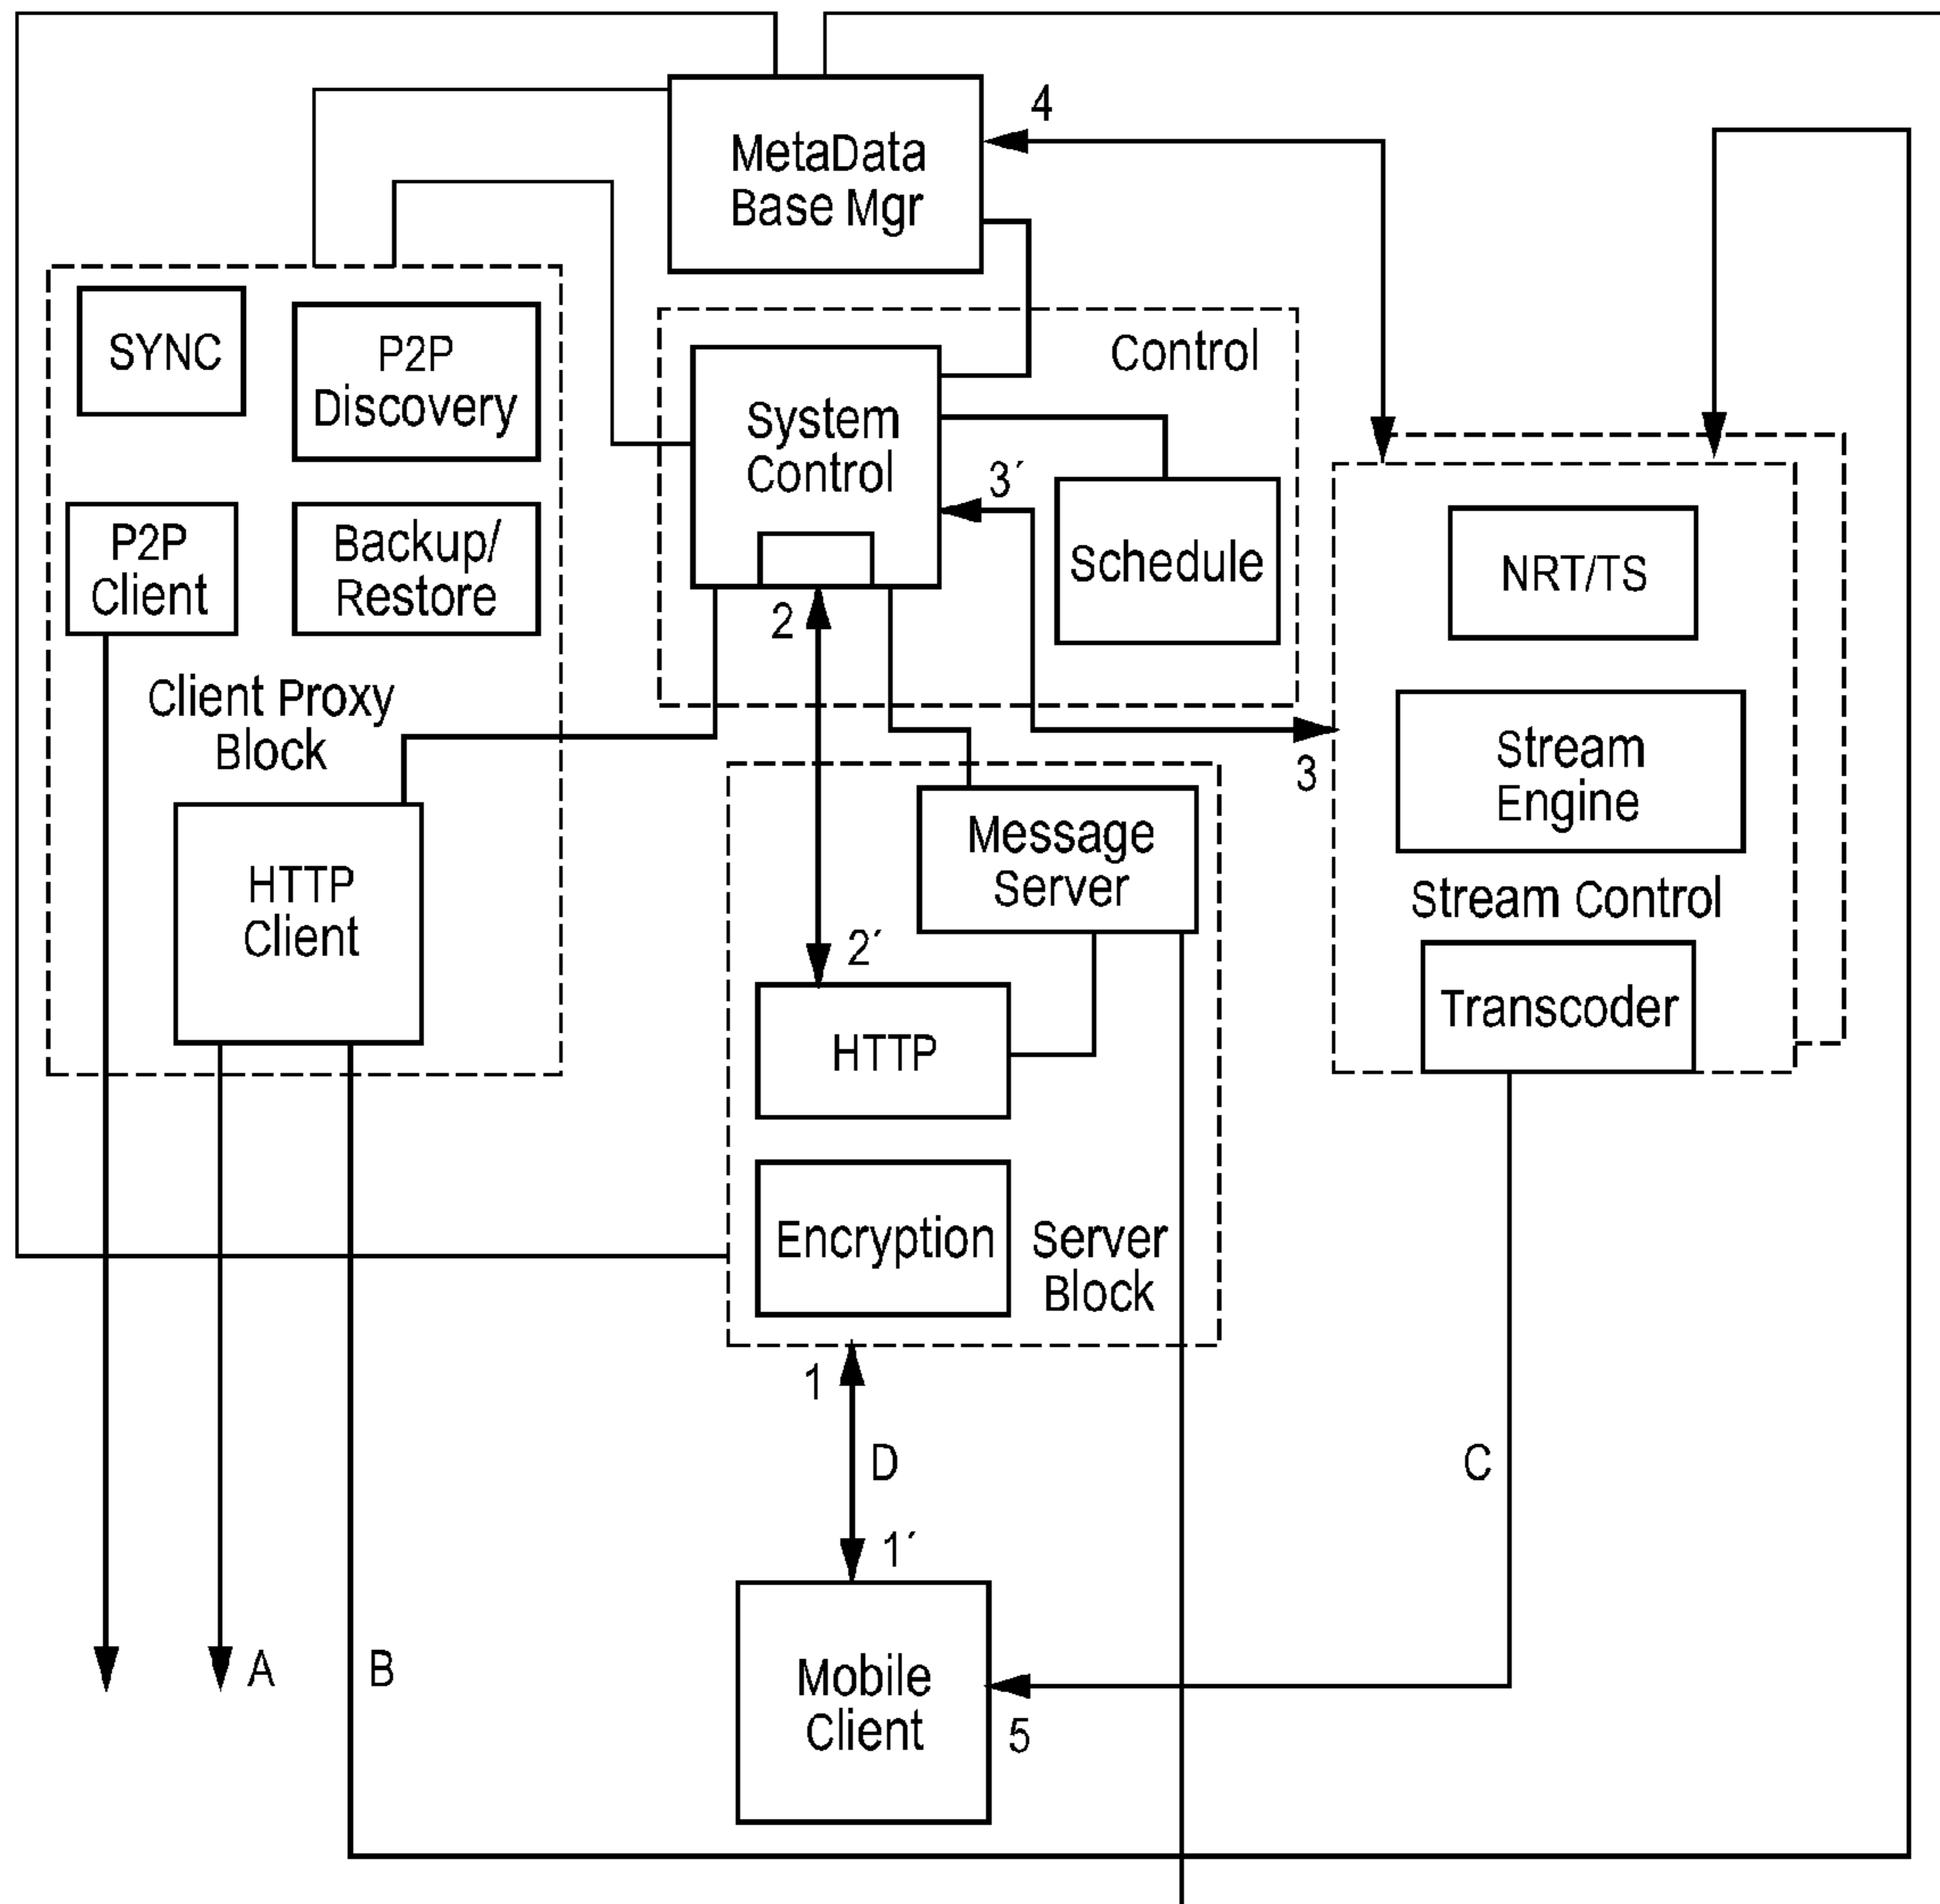 4
MetaData
Base Mgr
SYNC
P2P
Discovery
Control
System
Control
3´
P2P
Client
Backup/
Restore
Schedule
NRT/TS
2
Client Proxy
Block
Stream
Engine
3
Message
Server
HTTP
Client
Stream Control
2´
Transcoder
HTTP
Encryption
Server
Block
1
D
C
1´
A
B
Mobile
Client
5